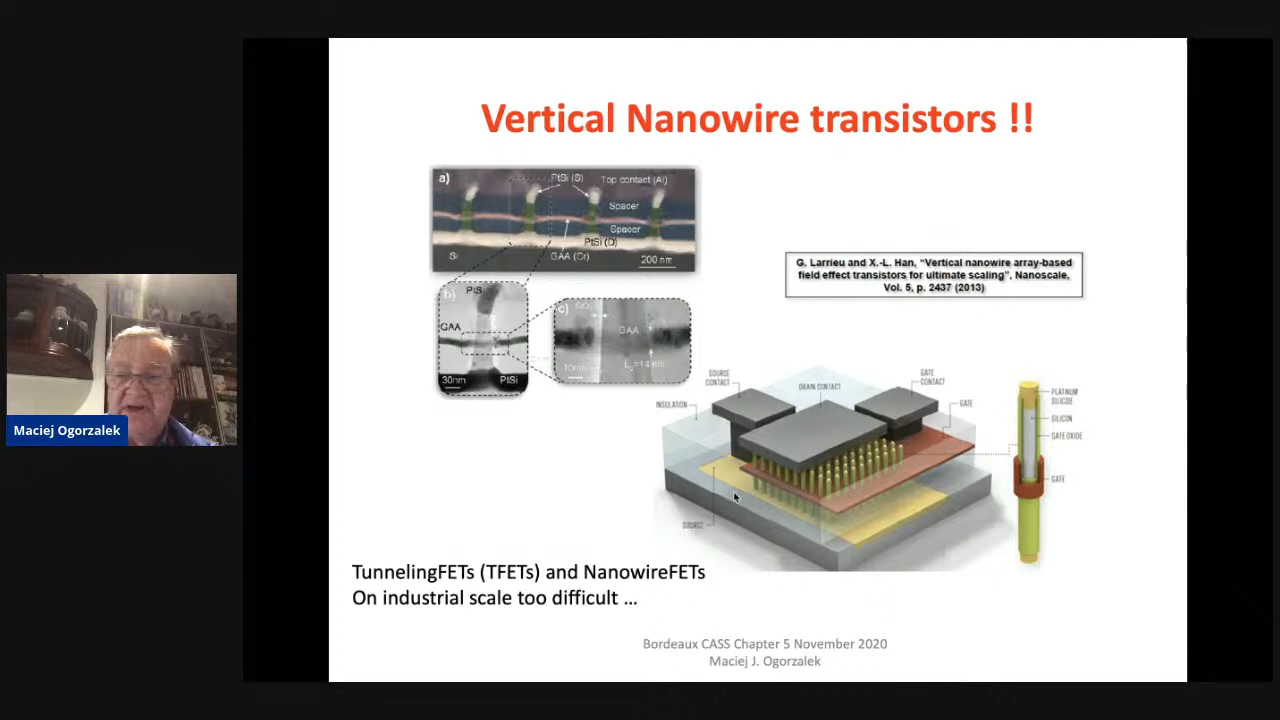 Vertical Nanowire transistors !!
a)
PtSi (S)
Top contact (Al)
Spacer
Spacer
PtSi (D)
Si
GAA (Cr)
200 nm
b)
GAA
30nm
PtSi
c)
GAA
10nm
G. Larrieu and X.-L. Han, “Vertical nanowire array-based
field effect transistors for ultimate scaling”, Nanoscale,
Vol. 5, p. 2437 (2013)
SOURCE
CONTACT
DRAIN CONTACT
GATE
CONTACT
INSULATION
GATE
SOURCE
PLATINUM
SILICIDE
SILICON
GATE OXIDE
GATE
Maciej Ogorzalek
TunnelingFETs (TFETs) and NanowireFETs
On industrial scale too difficult ...
Bordeaux CASS Chapter 5 November 2020
Maciej J. Ogorzalek